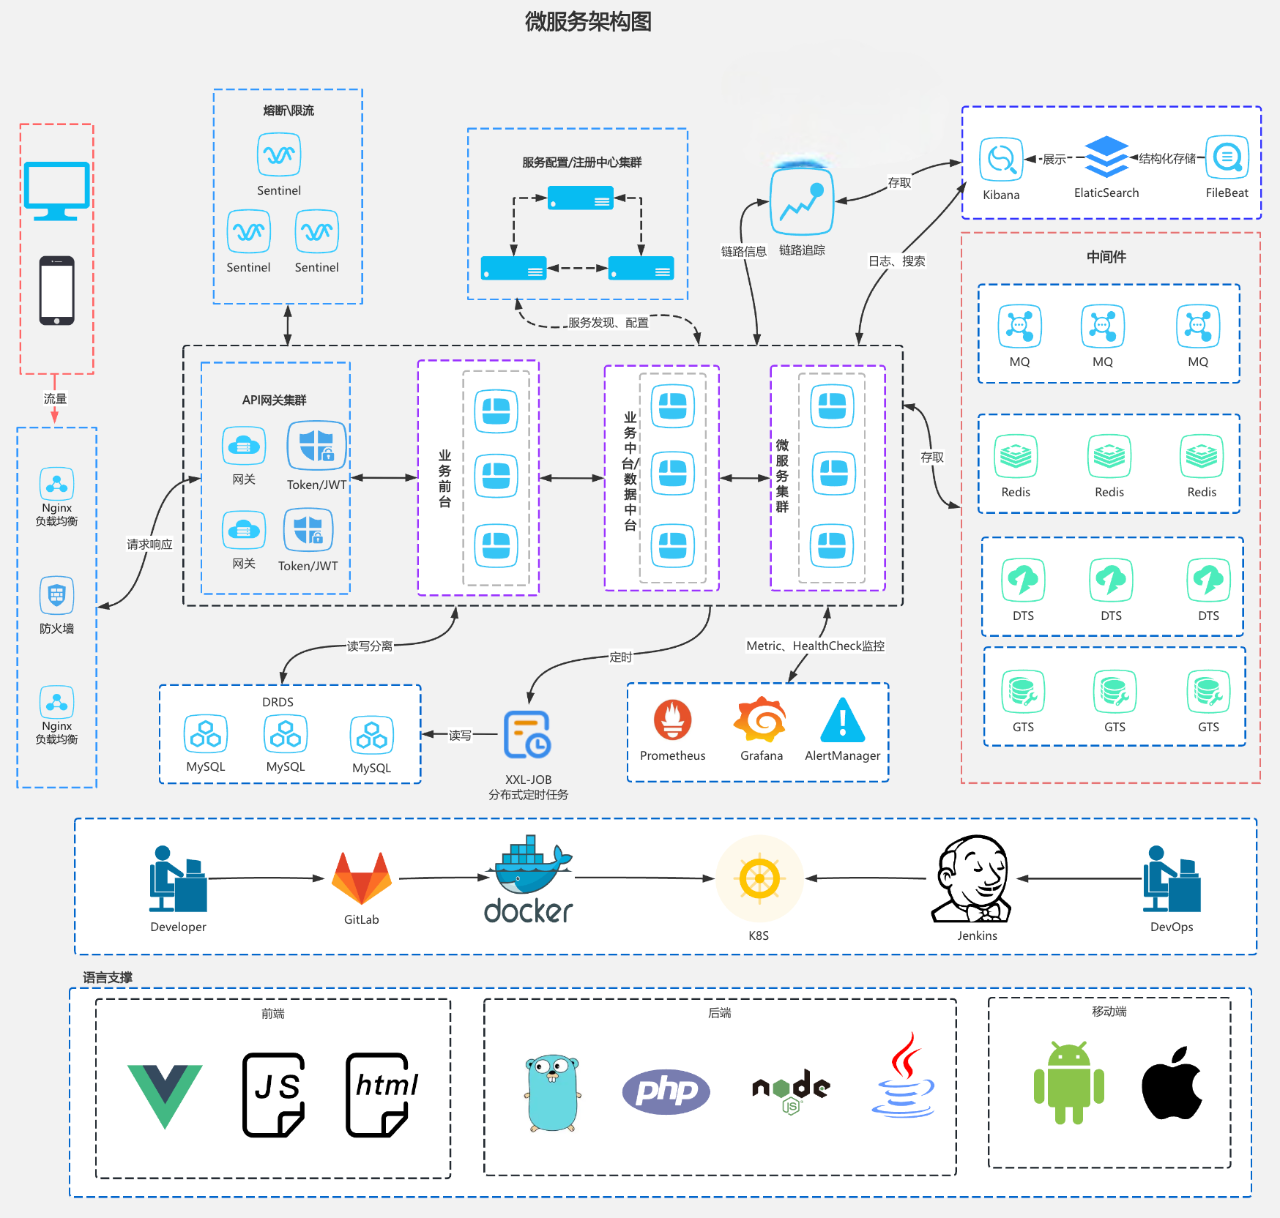 微服务架构图
熔断\限流
Sentinel
Sentinel
Sentinel
服务配置/注册中心集群
服务发现、配置
链路追踪
链路信息
存取
日志、搜索
Kibana
展示
ElaticSearch
结构化存储
FileBeat
流量
Nginx
负载均衡
防火墙
Nginx
负载均衡
请求响应
API网关集群
网关
Token/JWT
网关
Token/JWT
业务前台
业务中台/数据中台
微服务集群
存取
中间件
MQ
MQ
MQ
Redis
Redis
Redis
DTS
DTS
DTS
GTS
GTS
GTS
读写分离
定时
Metric、HealthCheck监控
DRDS
MySQL
MySQL
MySQL
读写
XXL-JOB
分布式定时任务
Prometheus
Grafana
AlertManager
Developer
GitLab
docker
K8S
Jenkins
DevOps
语言支撑
前端
JS
html
后端
php
node
JS
移动端